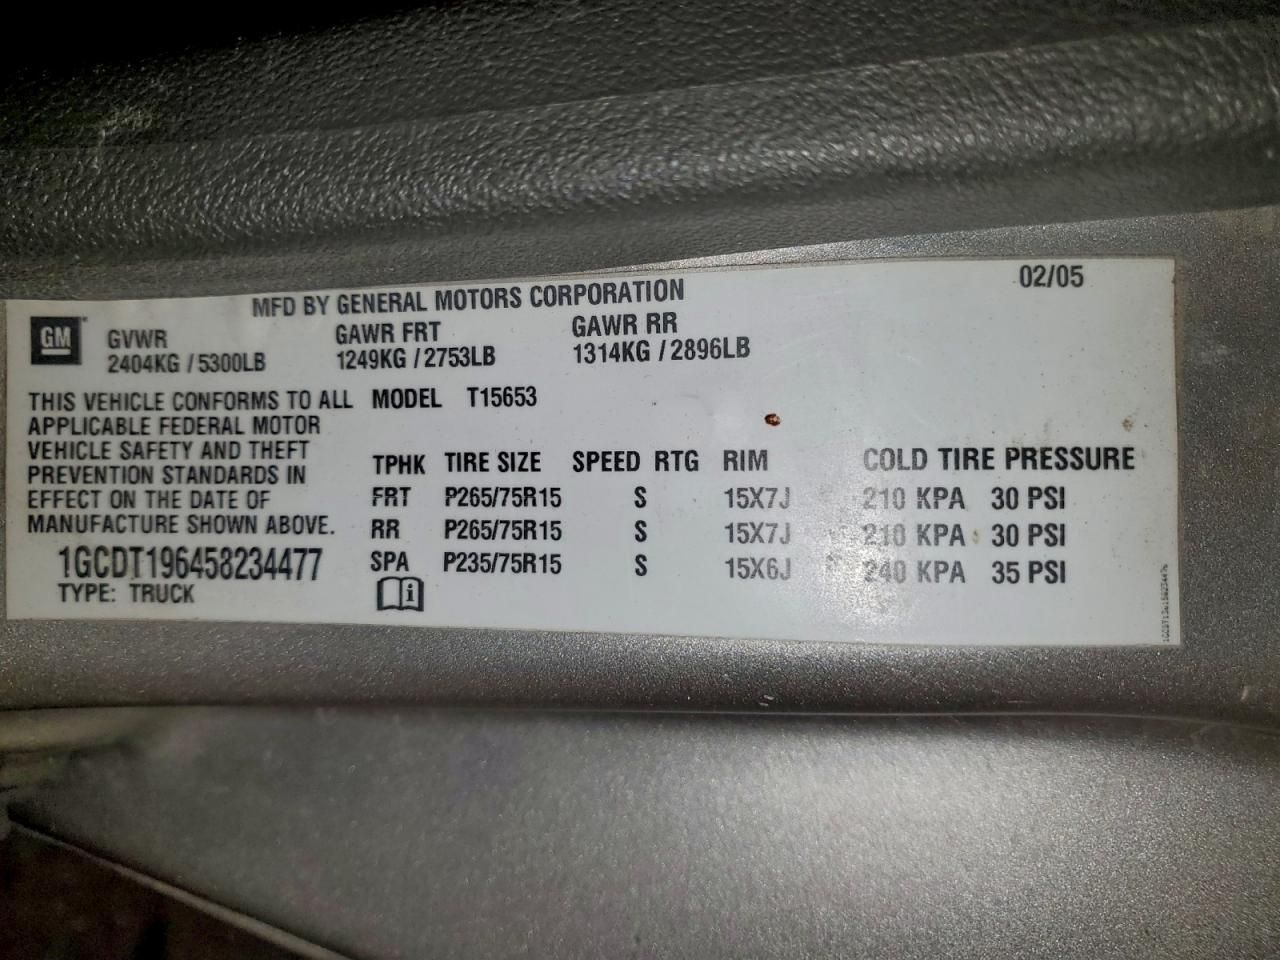 02/05
MFD BY GENERAL MOTORS CORPORATION
GM GVWR GAWR FRT GAWR RR
2404KG / 5300LB 1249KG / 2753LB 1314KG / 2896LB
THIS VEHICLE CONFORMS TO ALL MODEL T15653
APPLICABLE FEDERAL MOTOR
VEHICLE SAFETY AND THEFT
PREVENTION STANDARDS IN
EFFECT ON THE DATE OF
MANUFACTURE SHOWN ABOVE.
TPHK TIRE SIZE SPEED RTG RIM COLD TIRE PRESSURE
FRT P265/75R15 S 15X7J 210 KPA 30 PSI
RR P265/75R15 S 15X7J 210 KPA 30 PSI
SPA P235/75R15 S 15X6J 240 KPA 35 PSI
1GCDT196458234477
TYPE: TRUCK